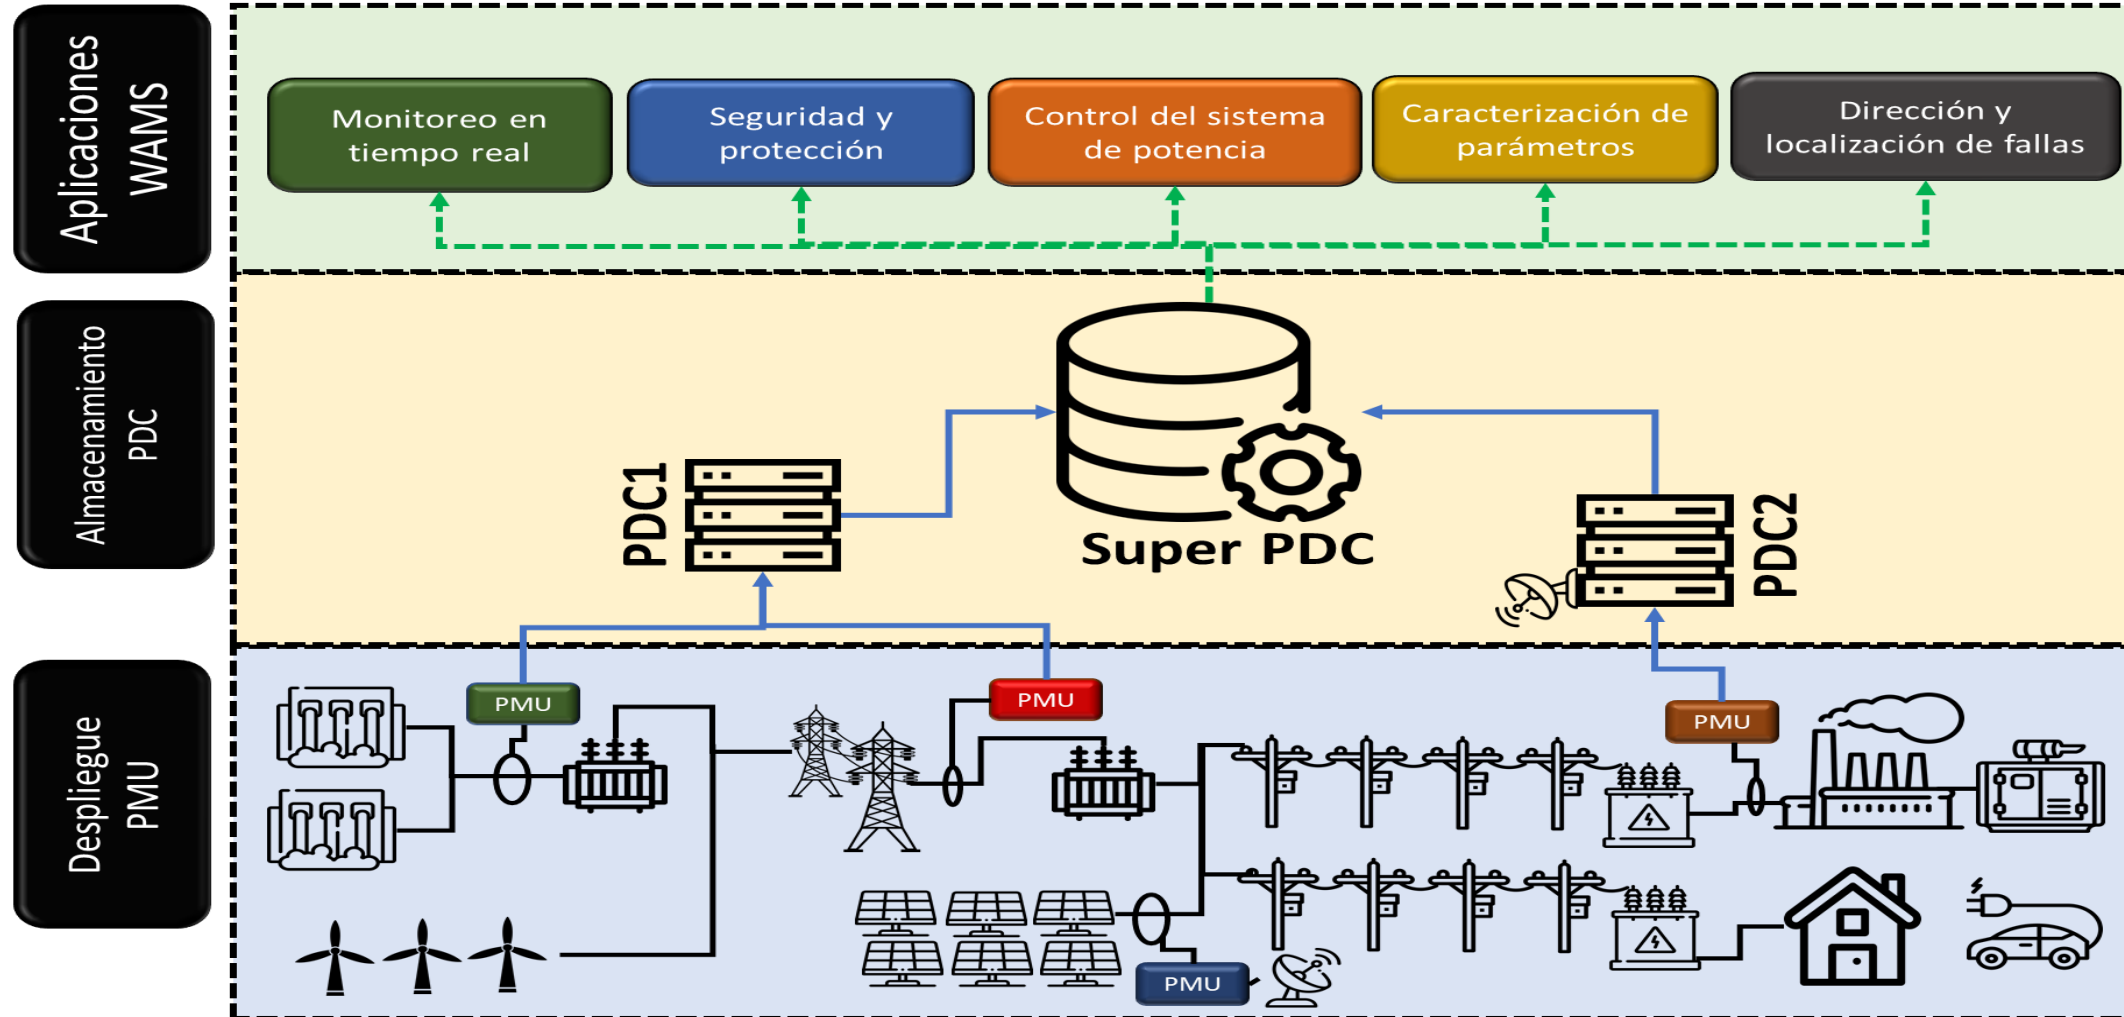 Aplicaciones
WAMS
Monitoreo en
tiempo real
Seguridad y
protección
Control del sistema
de potencia
Caracterización de
parámetros
Dirección y
localización de fallas
Almacenamiento
PDC
PDC1
Super PDC
PDC2
Despliegue
PMU
PMU
PMU
PMU
PMU